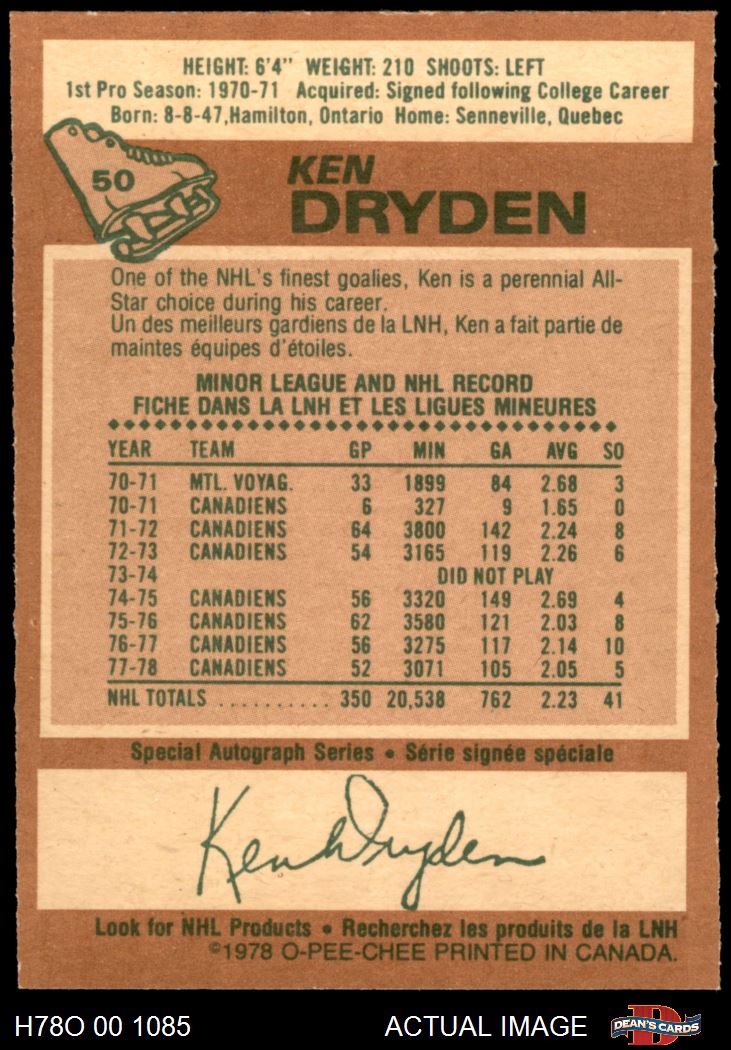 HEIGHT: 6'4" WEIGHT: 210 SHOOTS: LEFT
1st Pro Season: 1970-71 Acquired: Signed following College Career
Born: 8-8-47, Hamilton, Ontario Home: Senneville, Quebec
50
KEN
DRYDEN
One of the NHL's finest goalies, Ken is a perennial All-
Star choice during his career.
Un des meilleurs gardiens de la LNH, Ken a fait partie de
maintes équipes d'étoiles.
MINOR LEAGUE AND NHL RECORD
FICHE DANS LA LNH ET LES LIGUES MINEURES
YEAR TEAM GP MIN GA AVG SO
70-71 MTL. VOYAG. 33 1899 84 2.68 3
70-71 CANADIENS 6 327 9 1.65 0
71-72 CANADIENS 64 3800 142 2.24 8
72-73 CANADIENS 54 3165 119 2.26 6
73-74 DID NOT PLAY
74-75 CANADIENS 56 3320 149 2.69 4
75-76 CANADIENS 62 3580 121 2.03 8
76-77 CANADIENS 56 3275 117 2.14 10
77-78 CANADIENS 52 3071 105 2.05 5
NHL TOTALS .......... 350 20,538 762 2.23 41
Special Autograph Series • Série signée spéciale
Ken Dryden
Look for NHL Products • Recherchez les produits de la LNH
©1978 O-PEE-CHEE PRINTED IN CANADA.
H78O 00 1085 ACTUAL IMAGE D DEAN'S CARDS